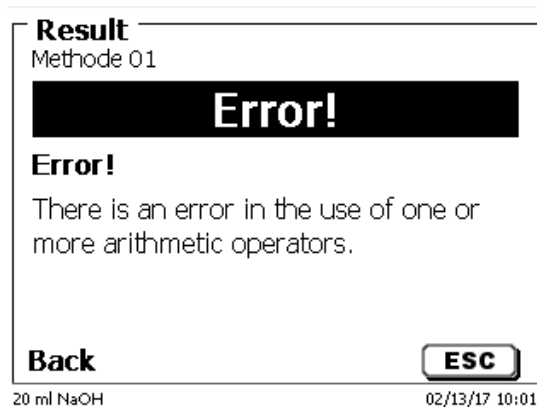 Result
Methode 01
Error!
Error!
There is an error in the use of one or
more arithmetic operators.
Back
ESC
20 ml NaOH
02/13/17 10:01